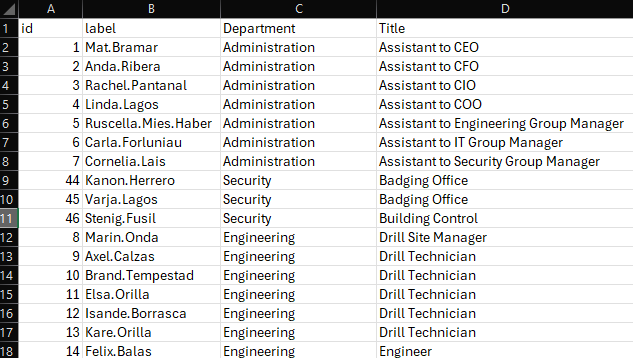 A B C D
1 id label Department Title
2 1 Mat.Bramar Administration Assistant to CEO
3 2 Anda.Ribera Administration Assistant to CFO
4 3 Rachel.Pantanal Administration Assistant to CIO
5 4 Linda.Lagos Administration Assistant to COO
6 5 Ruscella.Mies.Haber Administration Assistant to Engineering Group Manager
7 6 Carla.Forluniau Administration Assistant to IT Group Manager
8 7 Cornelia.Lais Administration Assistant to Security Group Manager
9 44 Kanon.Herrero Security Badging Office
10 45 Varja.Lagos Security Badging Office
11 46 Stenig.Fusil Security Building Control
12 8 Marin.Onda Engineering Drill Site Manager
13 9 Axel.Calzas Engineering Drill Technician
14 10 Brand.Tempestad Engineering Drill Technician
15 11 Elsa.Orilla Engineering Drill Technician
16 12 Isande.Borrasca Engineering Drill Technician
17 13 Kare.Orilla Engineering Drill Technician
18 14 Felix.Balas Engineering Engineer